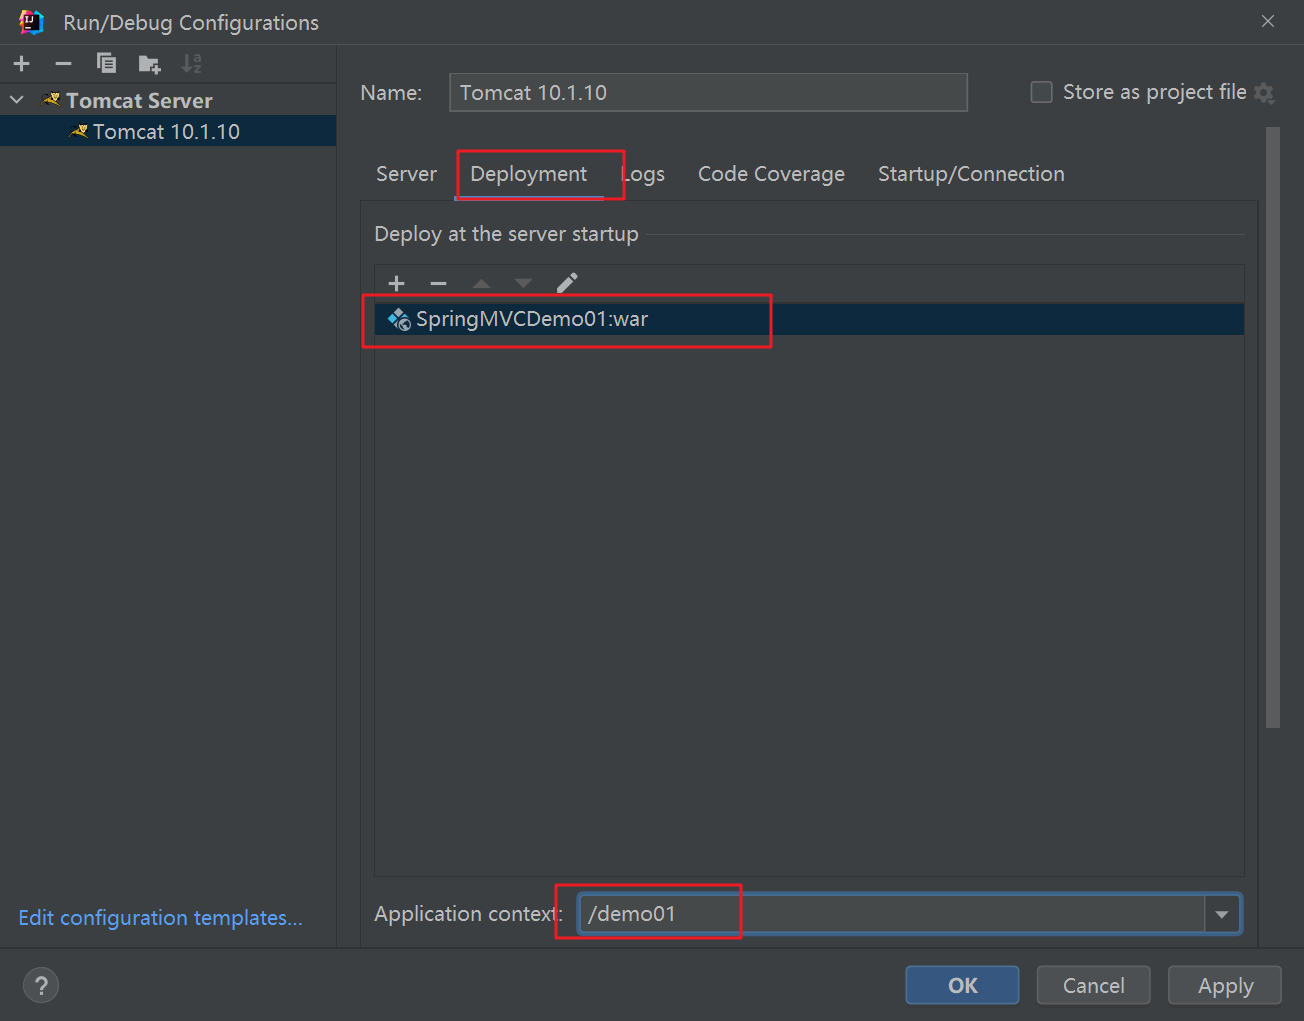 Run/Debug Configurations
Tomcat Server
Tomcat 10.1.10
Name: Tomcat 10.1.10 Store as project file
Server Deployment Logs Code Coverage Startup/Connection
Deploy at the server startup
SpringMVCDemo01:war
Application context: /demo01
Edit configuration templates...
? OK Cancel Apply